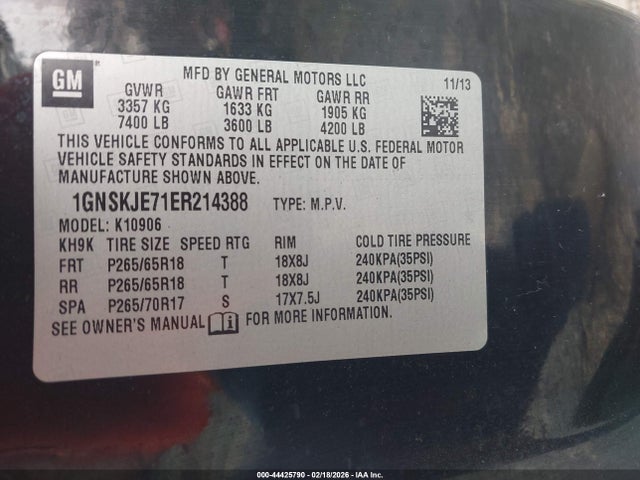 GM
MFD BY GENERAL MOTORS LLC 11/13
GVWR GAWR FRT GAWR RR
3357 KG 1633 KG 1905 KG
7400 LB 3600 LB 4200 LB
THIS VEHICLE CONFORMS TO ALL APPLICABLE U.S. FEDERAL MOTOR
VEHICLE SAFETY STANDARDS IN EFFECT ON THE DATE OF
MANUFACTURE SHOWN ABOVE.
1GNSKJE71ER214388 TYPE: M.P.V.
MODEL: K10906
KH9K TIRE SIZE SPEED RTG RIM COLD TIRE PRESSURE
FRT P265/65R18 T 18X8J 240KPA(35PSI)
RR P265/65R18 T 18X8J 240KPA(35PSI)
SPA P265/70R17 S 17X7.5J 240KPA(35PSI)
SEE OWNER'S MANUAL FOR MORE INFORMATION.
000-44425790 - 02/18/2026 - IAA Inc.